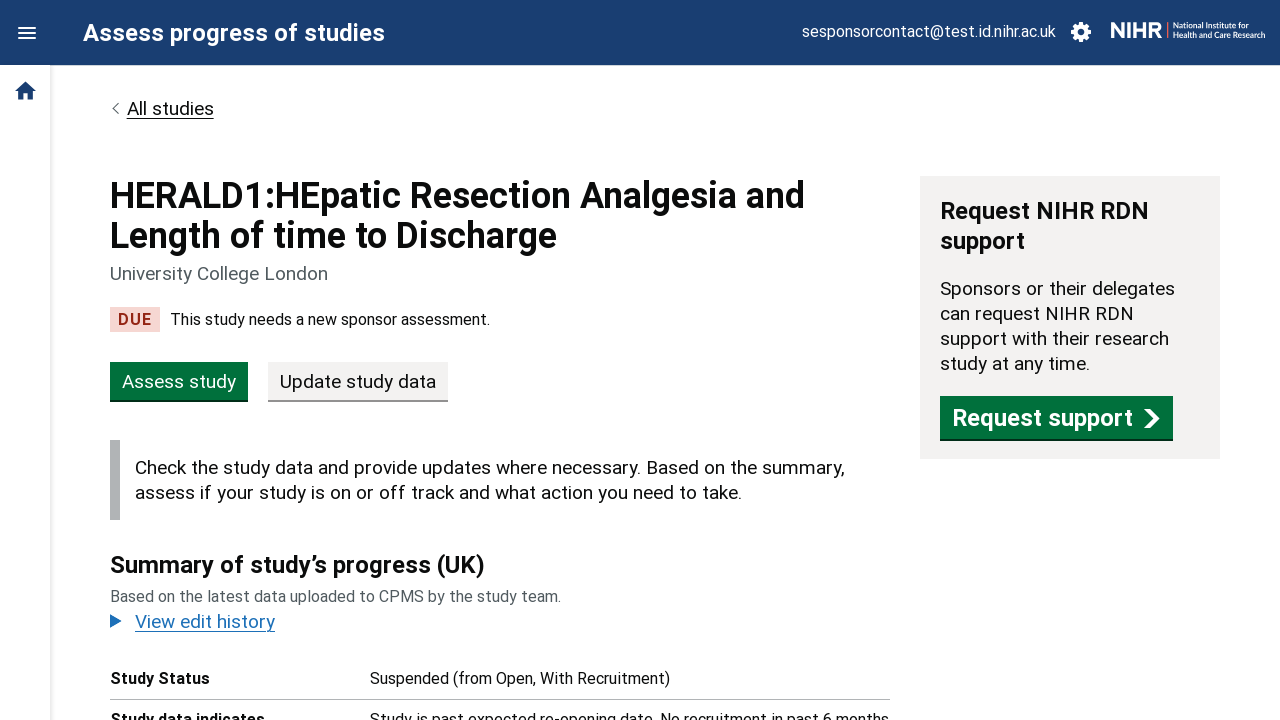 Assess progress of studies
sesponsorcontact@test.id.nihr.ac.uk
NIHR
National Institute for
Health and Care Research
All studies
HERALD1:HEpatic Resection Analgesia and
Length of time to Discharge
University College London
DUE This study needs a new sponsor assessment.
Assess study
Update study data
Check the study data and provide updates where necessary. Based on the summary,
assess if your study is on or off track and what action you need to take.
Summary of study’s progress (UK)
Based on the latest data uploaded to CPMS by the study team.
View edit history
Study Status Suspended (from Open, With Recruitment)
Study data indicates Study is past expected re-opening date, No recruitment in past 6 months
Request NIHR RDN
support
Sponsors or their delegates
can request NIHR RDN
support with their research
study at any time.
Request support